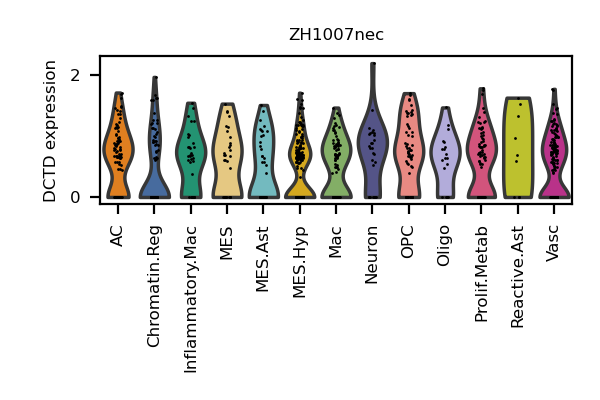 ZH1007nec
DCTD expression
2
0
AC
Chromatin.Reg
Inflammatory.Mac
MES
MES.Ast
MES.Hyp
Mac
Neuron
OPC
Oligo
Prolif.Metab
Reactive.Ast
Vasc